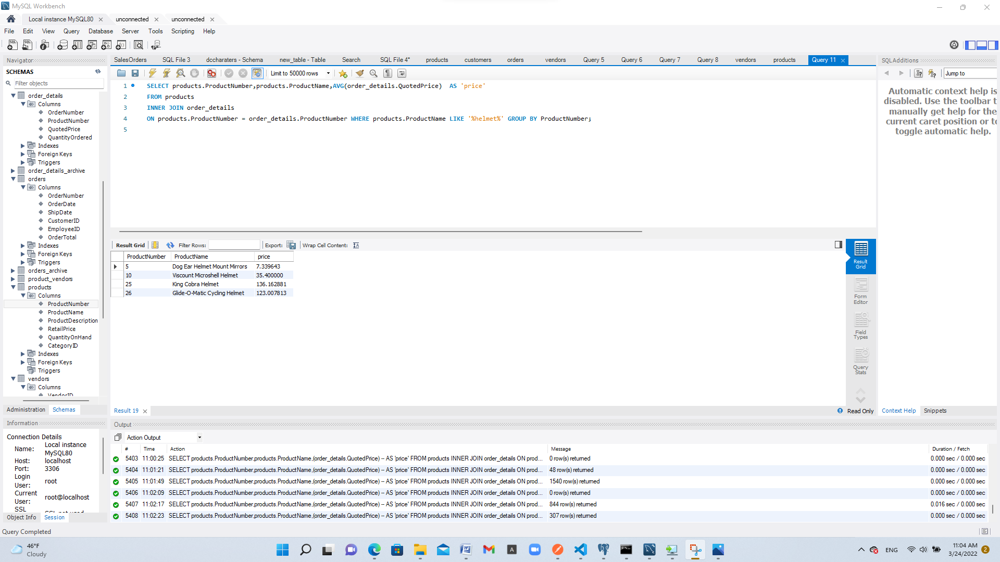 MySQL Workbench
Local instance MySQL80
unconnected
unconnected
File Edit View Query Database Server Tools Scripting Help
Navigator
SalesOrders SQL File 3 dccharaters - Schema new_table - Table Search SQL File 4* products customers orders vendors Query 5 Query 6 Query 7 Query 8 vendors products Query 11
SQLAdditions
SCHEMAS
Filter objects
order_details
Columns
OrderNumber
ProductNumber
QuotedPrice
QuantityOrdered
Indexes
Foreign Keys
Triggers
order_details_archive
orders
Columns
OrderNumber
OrderDate
ShipDate
CustomerID
EmployeeID
OrderTotal
Indexes
Foreign Keys
Triggers
orders_archive
product_vendors
products
Columns
ProductNumber
ProductName
ProductDescription
RetailPrice
QuantityOnHand
CategoryID
Indexes
Foreign Keys
Triggers
vendors
Columns
VendorID
Administration Schemas
Information
Connection Details
Name: Local instance MySQL80
Host: localhost
Port: 3306
Login User: root
Current User: root@localhost
SSL
Object Info Session
Limit to 50000 rows
1 SELECT products.ProductNumber,products.ProductName,AVG(order_details.QuotedPrice) AS 'price'
2 FROM products
3 INNER JOIN order_details
4 ON products.ProductNumber = order_details.ProductNumber WHERE products.ProductName LIKE '%helmet%' GROUP BY ProductNumber;
5
Result Grid Filter Rows: Export: Wrap Cell Content:
ProductNumber ProductName price
5 Dog Ear Helmet Mount Mirrors 7.339643
10 Viscount Microshell Helmet 35.400000
25 King Cobra Helmet 136.162881
26 Glide-O-Matic Cycling Helmet 123.007813
Result Grid
Form Editor
Field Types
Query Stats
Result 19
Read Only
Jump to
Automatic context help is
disabled. Use the toolbar t
manually get help for the
current caret position or to
toggle automatic help.
Context Help Snippets
Output
Action Output
# Time Action Message Duration / Fetch
5403 11:00:25 SELECT products.ProductNumber,products.ProductName,(order_details.QuotedPrice) -- AS 'price' FROM products INNER JOIN order_details ON prod... 0 row(s) returned 0.000 sec / 0.000 sec
5404 11:01:21 SELECT products.ProductNumber,products.ProductName,(order_details.QuotedPrice) -- AS 'price' FROM products INNER JOIN order_details ON prod... 48 row(s) returned 0.000 sec / 0.000 sec
5405 11:01:49 SELECT products.ProductNumber,products.ProductName,(order_details.QuotedPrice) -- AS 'price' FROM products INNER JOIN order_details ON prod... 1540 row(s) returned 0.000 sec / 0.000 sec
5406 11:02:09 SELECT products.ProductNumber,products.ProductName,(order_details.QuotedPrice) -- AS 'price' FROM products INNER JOIN order_details ON prod... 0 row(s) returned 0.000 sec / 0.000 sec
5407 11:02:17 SELECT products.ProductNumber,products.ProductName,(order_details.QuotedPrice) -- AS 'price' FROM products INNER JOIN order_details ON prod... 844 row(s) returned 0.016 sec / 0.000 sec
5408 11:02:23 SELECT products.ProductNumber,products.ProductName,(order_details.QuotedPrice) -- AS 'price' FROM products INNER JOIN order_details ON prod... 307 row(s) returned 0.000 sec / 0.000 sec
Query Completed
46°F
Cloudy
ENG
11:04 AM
3/24/2022
2